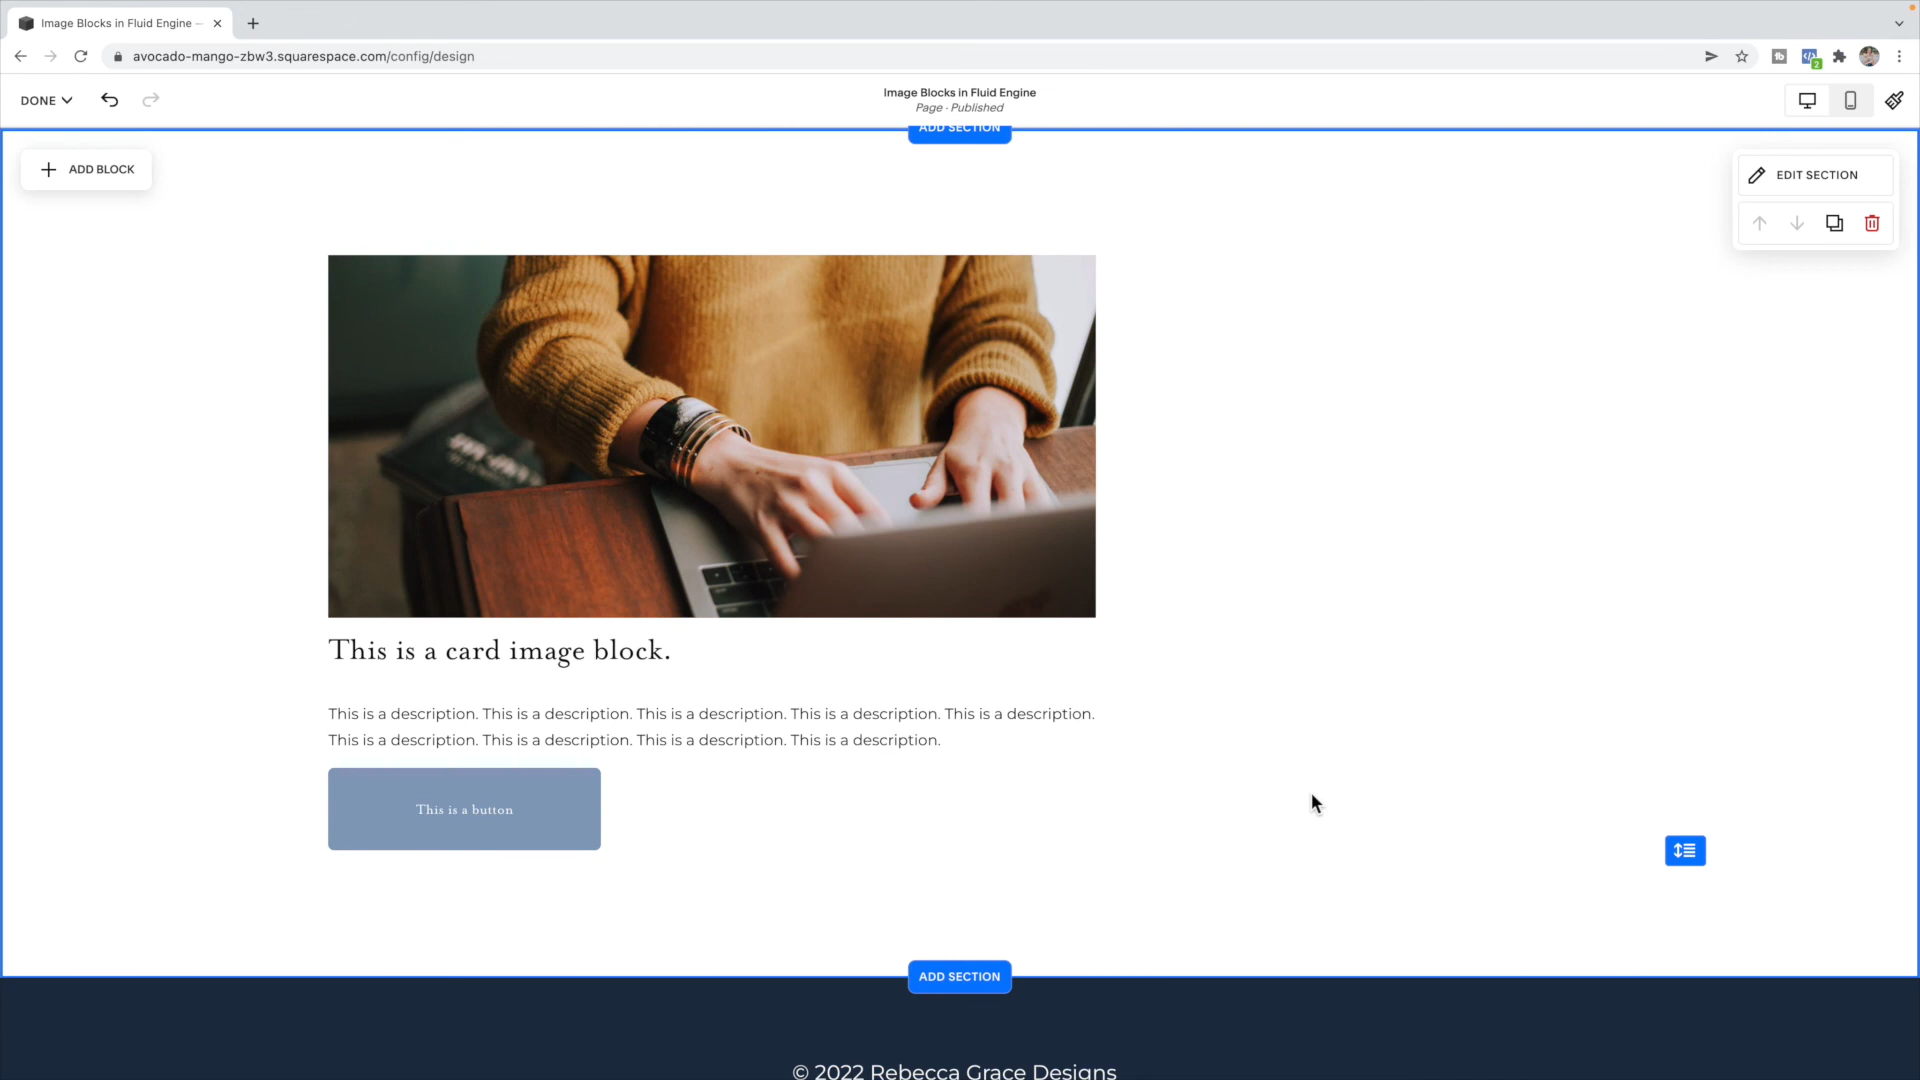 Image Blocks in Fluid Engine –
avocado-mango-zbw3.squarespace.com/config/design
2
DONE
Image Blocks in Fluid Engine
Page · Published
ADD SECTION
ADD BLOCK
EDIT SECTION
This is a card image block.
This is a description. This is a description. This is a description. This is a description. This is a description.
This is a description. This is a description. This is a description. This is a description.
This is a button
ADD SECTION
© 2022 Rebecca Grace Designs